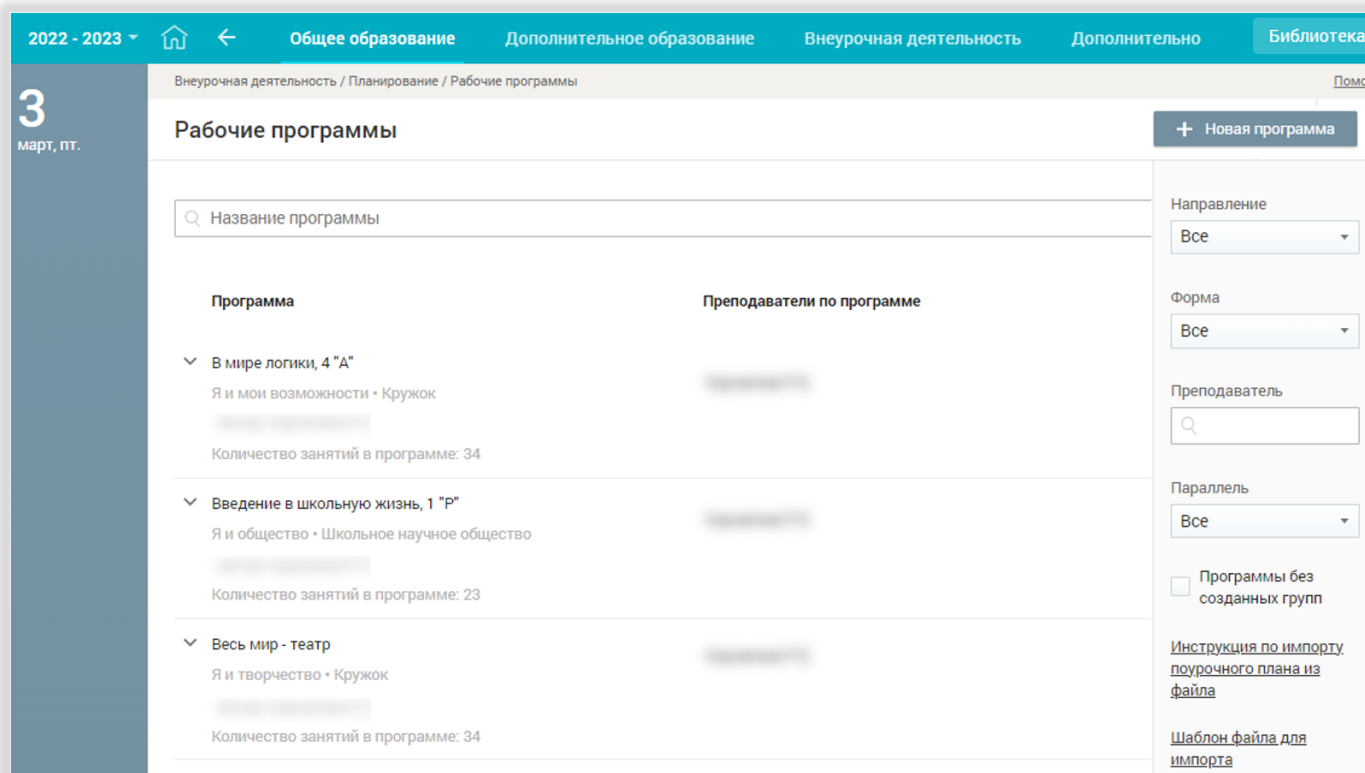 2022 - 2023
Общее образование
Дополнительное образование
Внеурочная деятельность
Дополнительно
Библиотека
3
март, пт.
Внеурочная деятельность / Планирование / Рабочие программы
Рабочие программы
+ Новая программа
Название программы
Программа
Преподаватели по программе
В мире логики, 4 "А"
Я и мои возможности • Кружок
Количество занятий в программе: 34
Введение в школьную жизнь, 1 "Р"
Я и общество • Школьное научное общество
Количество занятий в программе: 23
Весь мир - театр
Я и творчество • Кружок
Количество занятий в программе: 34
Направление
Все
Форма
Все
Преподаватель
Параллель
Все
Программы без
созданных групп
Инструкция по импорту
поурочного плана из
файла
Шаблон файла для
импорта